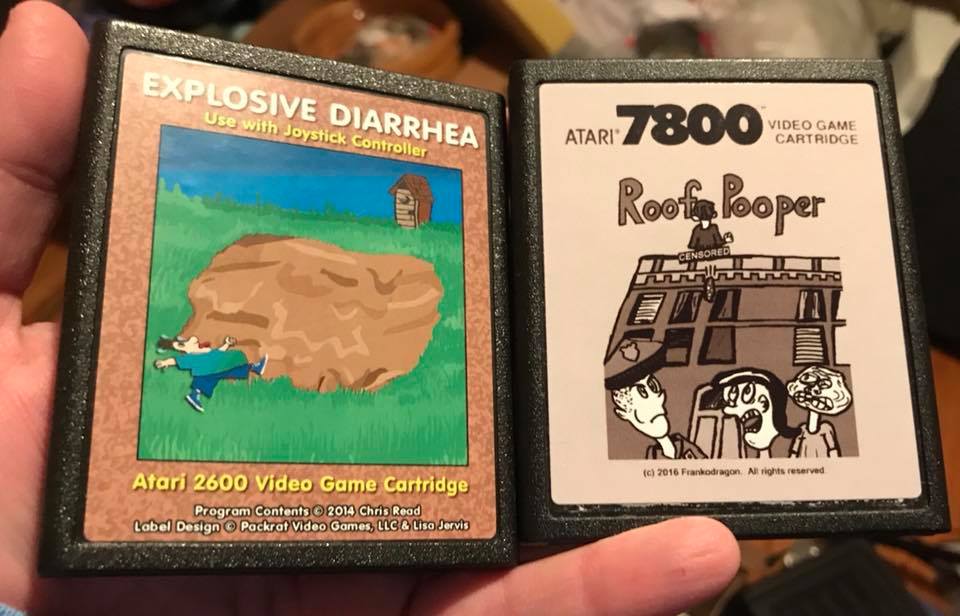 EXPLOSIVE DIARRHEA
Use with Joystick Controller
Atari 2600 Video Game Cartridge
Program Contents © 2014 Chris Read
Label Design © Packrat Video Games, LLC & Lisa Jervis
ATARI® 7800™ VIDEO GAME
CARTRIDGE
Roof Pooper
CENSORED
(c) 2016 Frankodragon. All rights reserved.